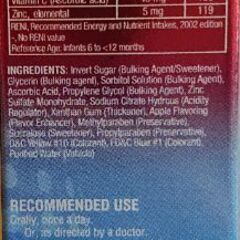 Vitamin C (Ascorbic acid)
Zinc, elemental 5 mg 119
RENI, Recommended Energy and Nutrient Intakes, 2002 edition
- No RENI value
Reference Age: Infants 6 to <12 months
INGREDIENTS: Invert Sugar (Bulking Agent/Sweetener),
Glycerin (Bulking agent), Sorbitol Solution (Bulking Agent),
Ascorbic Acid, Propylene Glycol (Bulking Agent), Zinc
Sulfate Monohydrate, Sodium Citrate Hydrous (Acidity
Regulator), Xanthan Gum (Thickener), Apple Flavoring
(Flavor Enhancer), Methylparaben (Preservative),
Sucralose (Sweetener), Propylparaben (Preservative),
D&C Yellow #10 (Colorant), FD&C Blue #1 (Colorant),
Purified Water (Vehicle)
RECOMMENDED USE
Orally, once a day.
Or, as directed by a doctor.